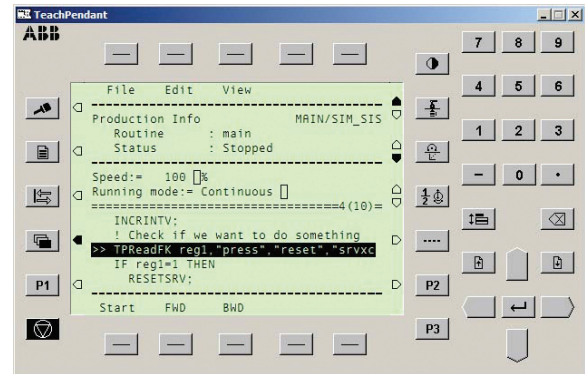 TeachPendant
ABB
7 8 9
4 5 6
1 2 3
- 0 .
File Edit View
Production Info MAIN/SIM_SIS
Routine : main
Status : Stopped
Speed:= 100 %
Running mode:= Continuous
4(10)=
INCRINTV;
! Check if we want to do something
>> TPReadFK reg1,"press","reset","srvxc
IF reg1=1 THEN
RESETSRV;
Start FWD BWD
1
2
P1
P2
P3